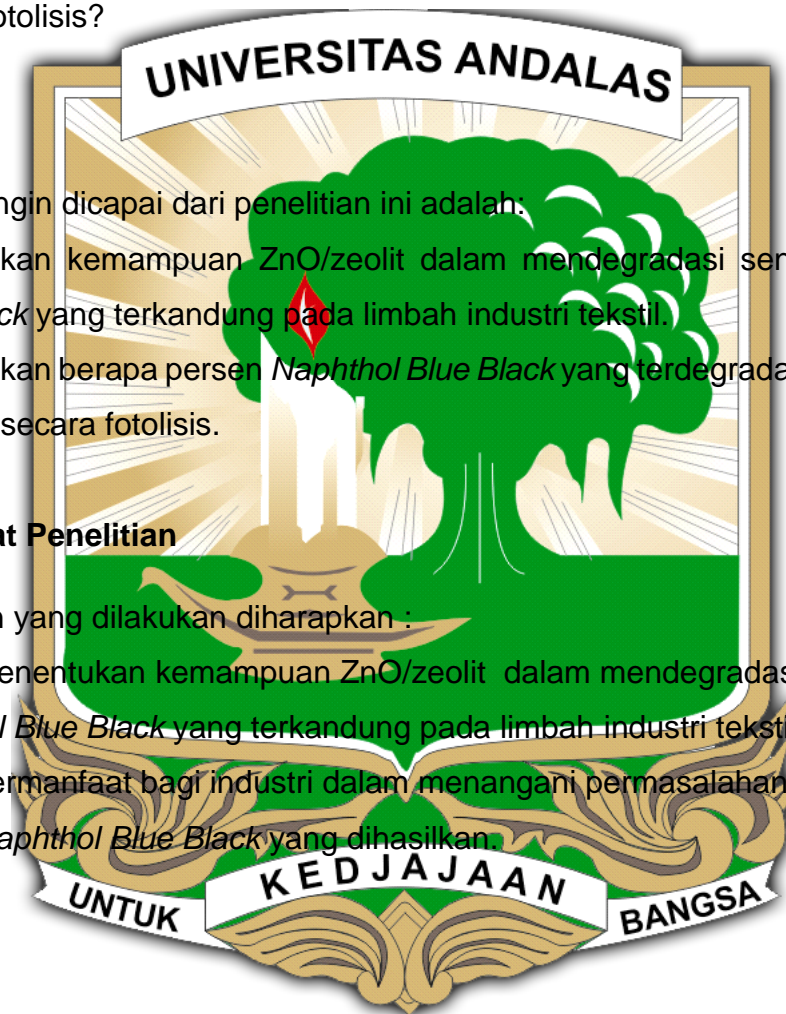 otolisis?
UNIVERSITAS ANDALAS
ngin dicapai dari penelitian ini adalah:
kan kemampuan ZnO/zeolit dalam mendegradasi sen
ck yang terkandung pada limbah industri tekstil.
kan berapa persen Naphthol Blue Black yang terdegrada
secara fotolisis.
at Penelitian
n yang dilakukan diharapkan :
enentukan kemampuan ZnO/zeolit dalam mendegradas
l Blue Black yang terkandung pada limbah industri teksti
ermanfaat bagi industri dalam menangani permasalahan
aphthol Blue Black yang dihasilkan.
UNTUK KEDJAJAAN BANGSA